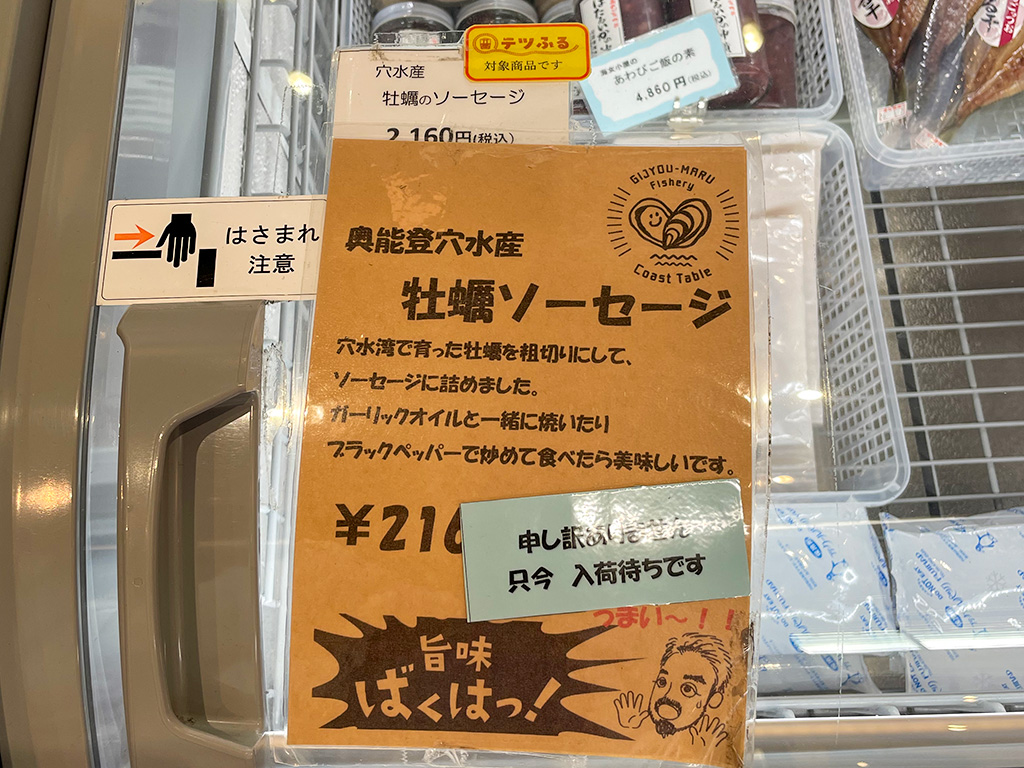 テツふる
対象商品です
穴水産
牡蠣のソーセージ
2,160円(税込)
海女小屋の
あわびご飯の素
4,860円(税込)
はさまれ
注意
GIJYOU-MARU
Fishery
Coast Table
奥能登穴水産
牡蠣ソーセージ
穴水湾で育った牡蠣を粗切りにして、
ソーセージに詰めました。
ガーリックオイルと一緒に焼いたり
ブラックペッパーで炒めて食べたら美味しいです。
¥216
申し訳ありません
只今 入荷待ちです
うまい〜!!
旨味
ばくはっ!